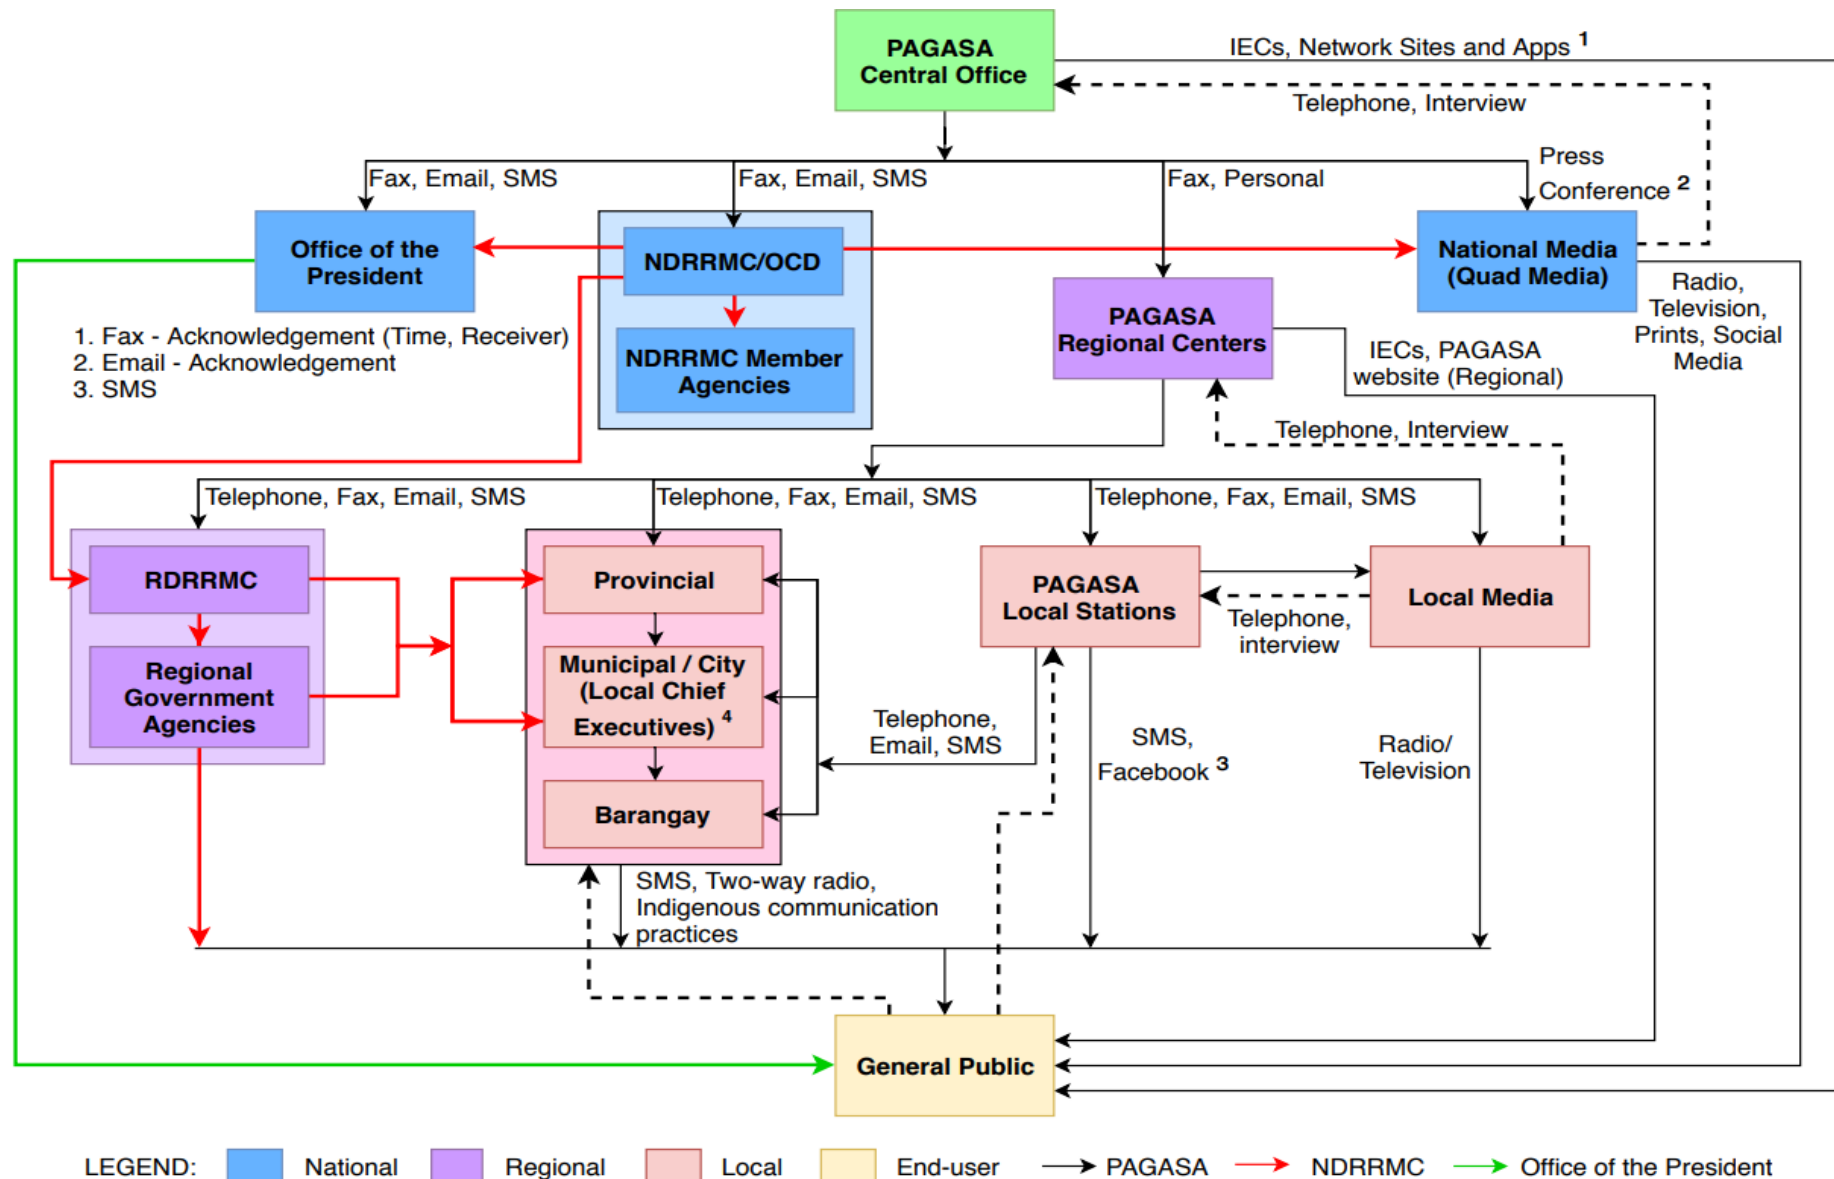 PAGASA
Central Office
IECs, Network Sites and Apps 1
Telephone, Interview
Fax, Email, SMS
Fax, Email, SMS
Fax, Personal
Press
Conference 2
Office of the
President
NDRRMC/OCD
National Media
(Quad Media)
PAGASA
Regional Centers
NDRRMC Member
Agencies
Radio,
Television,
Prints, Social
Media
1. Fax - Acknowledgement (Time, Receiver)
2. Email - Acknowledgement
3. SMS
IECs, PAGASA
website (Regional)
Telephone, Interview
Telephone, Fax, Email, SMS
Telephone, Fax, Email, SMS
Telephone, Fax, Email, SMS
RDRRMC
Regional
Government
Agencies
Provincial
Municipal / City
(Local Chief
Executives) 4
Barangay
PAGASA
Local Stations
Local Media
Telephone,
interview
Telephone,
Email, SMS
SMS,
Facebook 3
Radio/
Television
SMS, Two-way radio,
Indigenous communication
practices
General Public
LEGEND: National Regional Local End-user PAGASA NDRRMC Office of the President